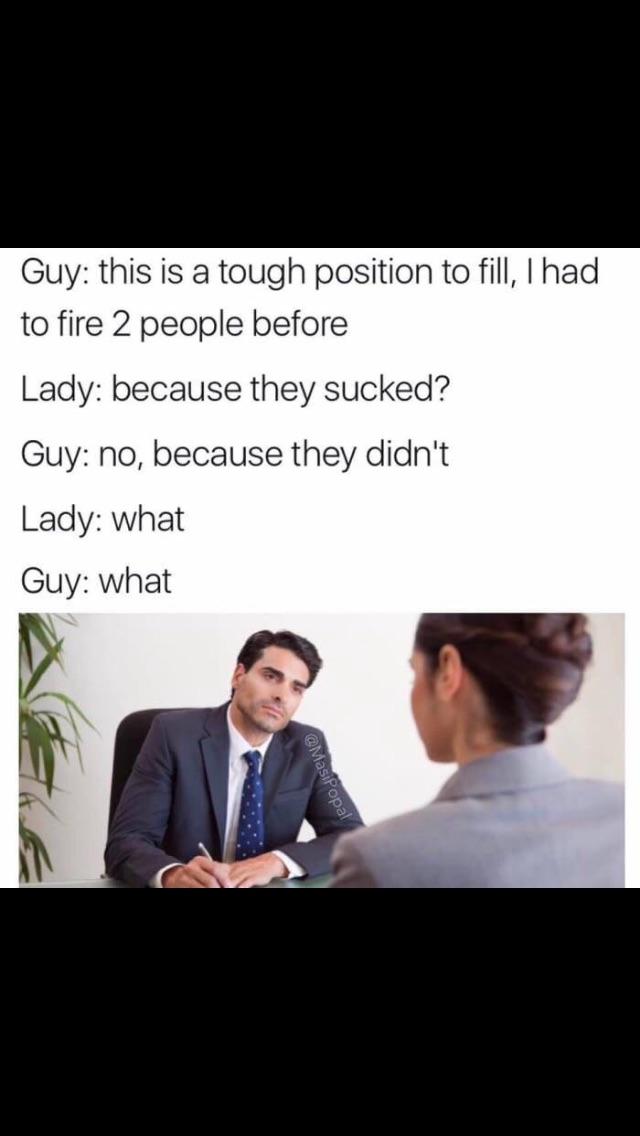 Guy: this is a tough position to fill, I had
to fire 2 people before
Lady: because they sucked?
Guy: no, because they didn't
Lady: what
Guy: what
@MasiPopal